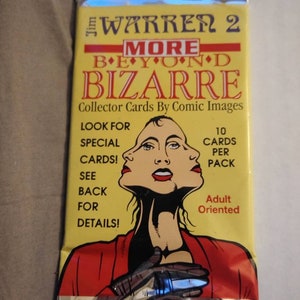 Jim WARREN 2
MORE
B•E•Y•O•N•D
BIZARRE
Collector Cards By Comic Images
LOOK FOR
SPECIAL
CARDS!
SEE
BACK
FOR
DETAILS!
10
CARDS
PER
PACK
Adult
Oriented